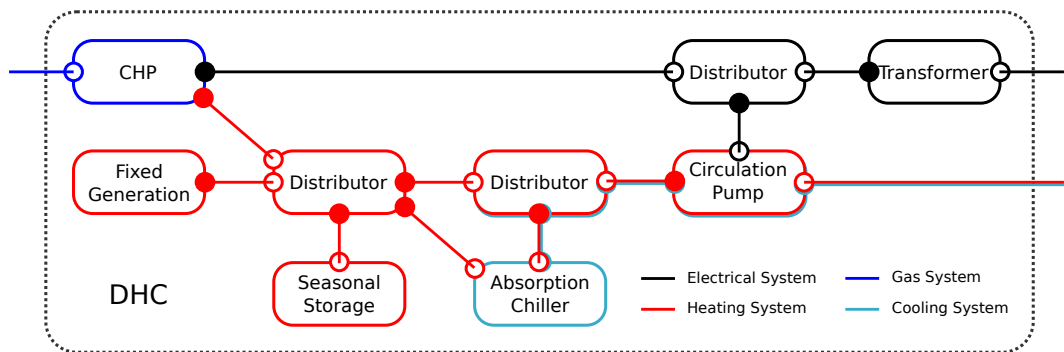 CHP
Distributor
Transformer
Fixed
Generation
Distributor
Distributor
Circulation
Pump
Seasonal
Storage
Absorption
Chiller
DHC
Electrical System
Gas System
Heating System
Cooling System